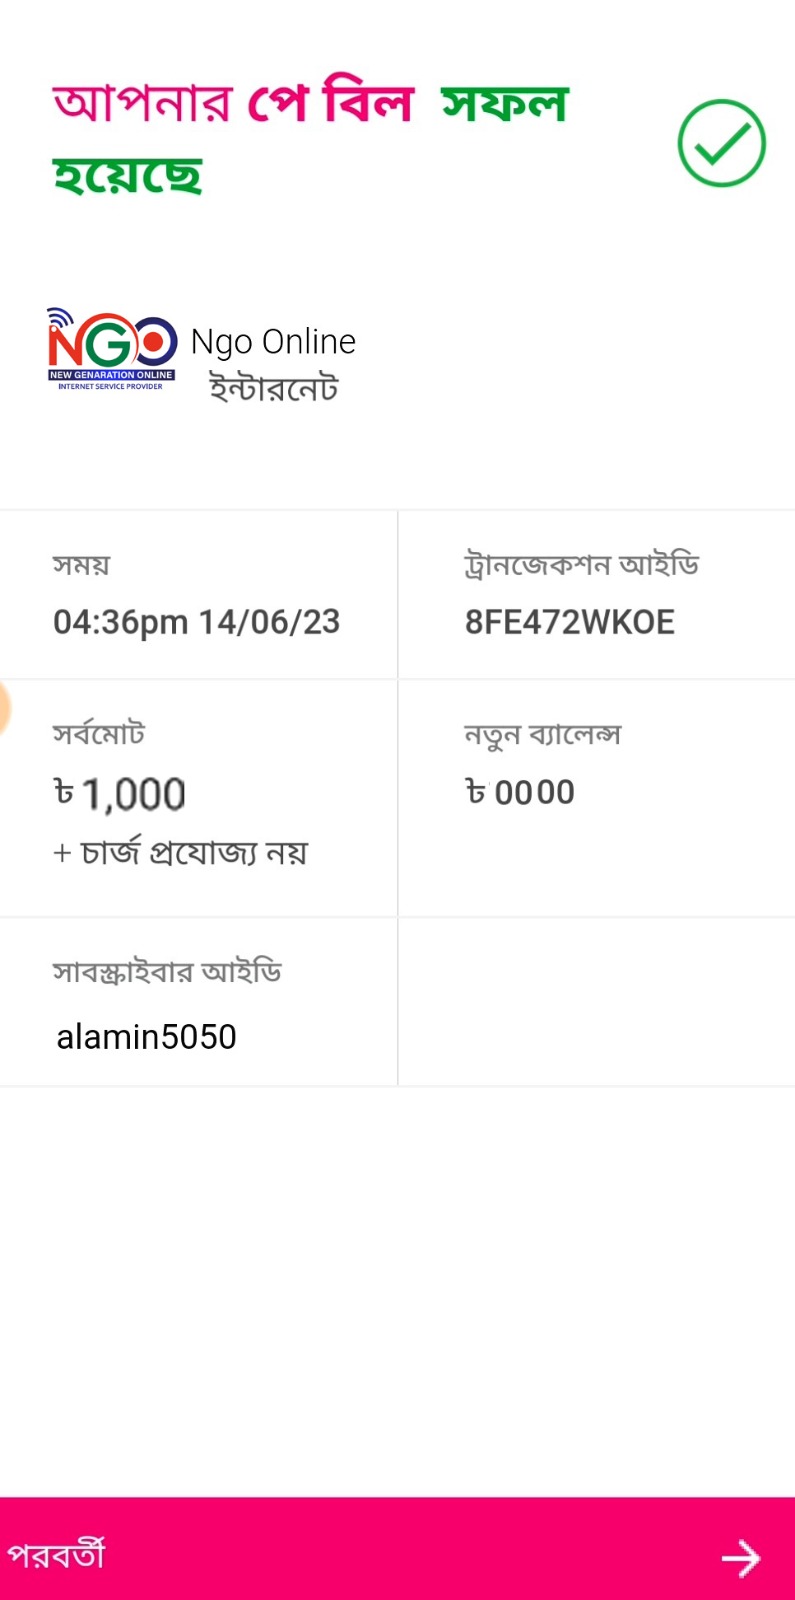 আপনার পে বিল সফল
হয়েছে
NGO
NEW GENARATION ONLINE
INTERNET SERVICE PROVIDER
Ngo Online
ইন্টারনেট
সময়
04:36pm 14/06/23
ট্রানজেকশন আইডি
8FE472WKOE
সর্বমোট
৳ 1,000
+ চার্জ প্রযোজ্য নয়
নতুন ব্যালেন্স
৳ 0000
সাবস্ক্রাইবার আইডি
alamin5050
পরবর্তী